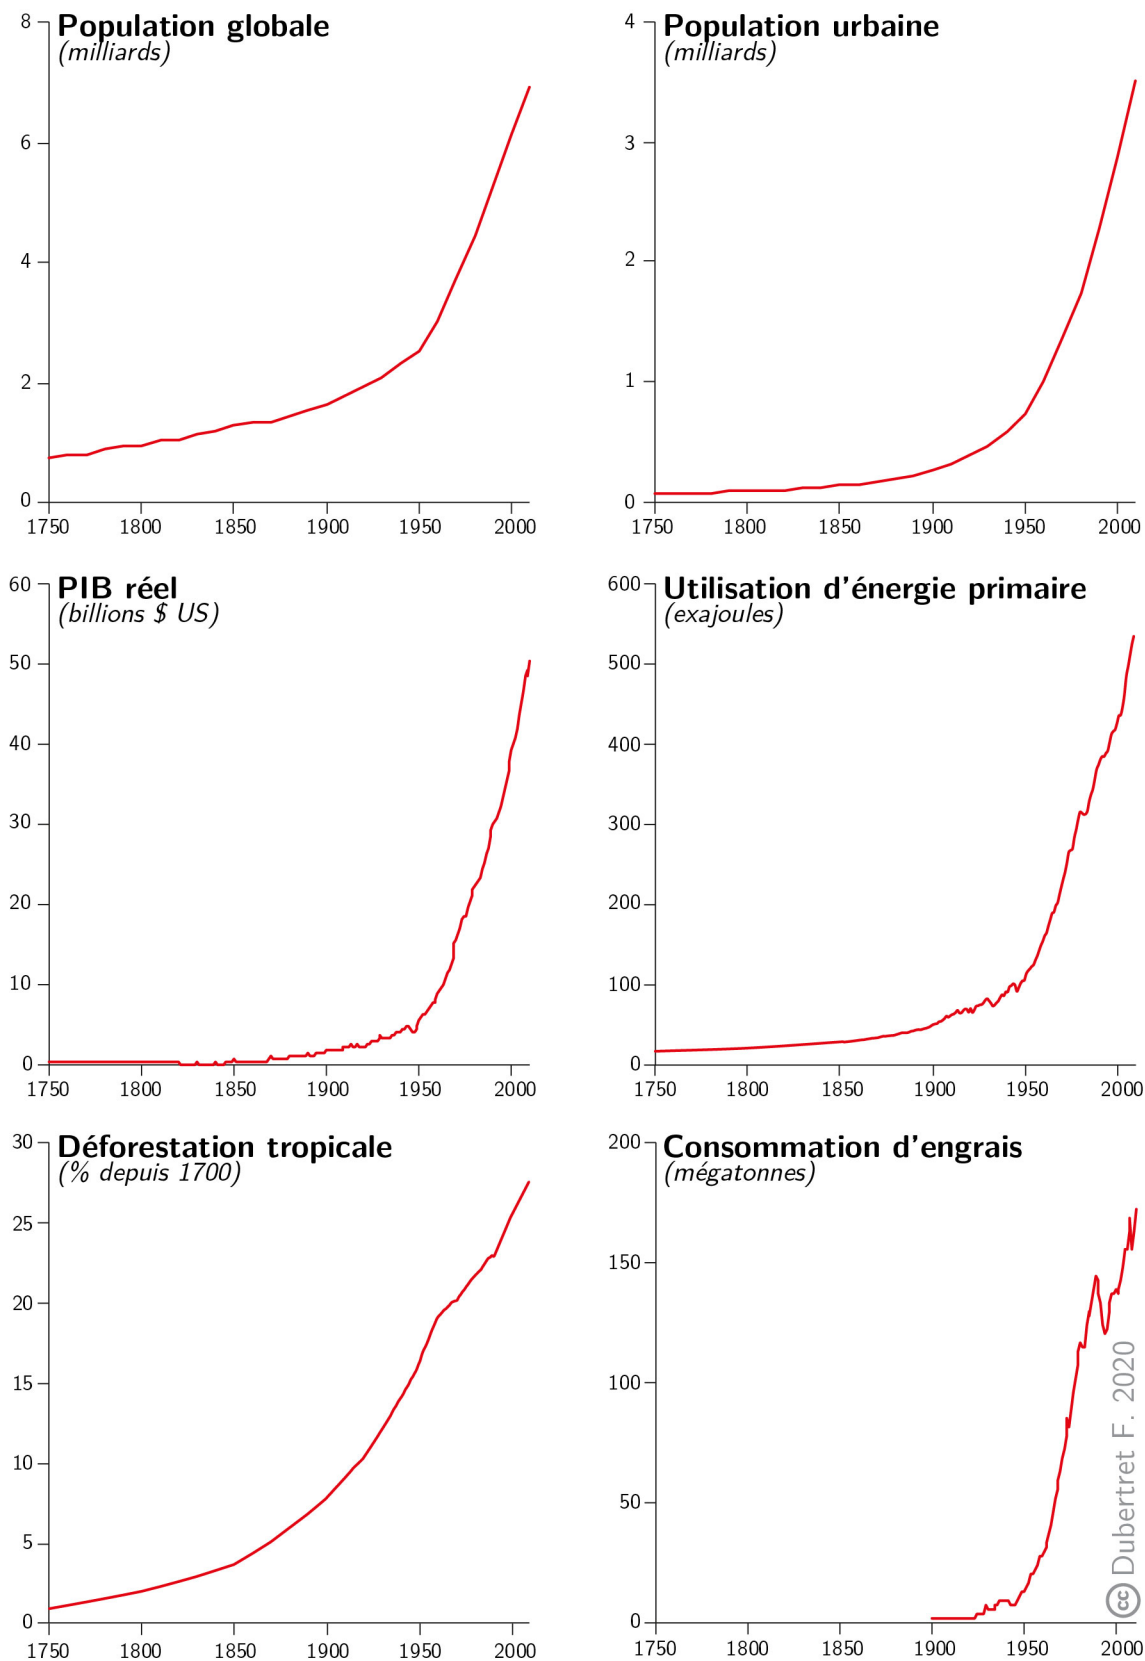 Population globale
(milliards)
8
6
4
2
0
1750 1800 1850 1900 1950 2000
Population urbaine
(milliards)
4
3
2
1
0
1750 1800 1850 1900 1950 2000
PIB réel
(billions $ US)
60
50
40
30
20
10
0
1750 1800 1850 1900 1950 2000
Utilisation d'énergie primaire
(exajoules)
600
500
400
300
200
100
0
1750 1800 1850 1900 1950 2000
Déforestation tropicale
(% depuis 1700)
30
25
20
15
10
5
0
1750 1800 1850 1900 1950 2000
Consommation d'engrais
(mégatonnes)
200
150
100
50
0
1750 1800 1850 1900 1950 2000
cc Dubertret F. 2020